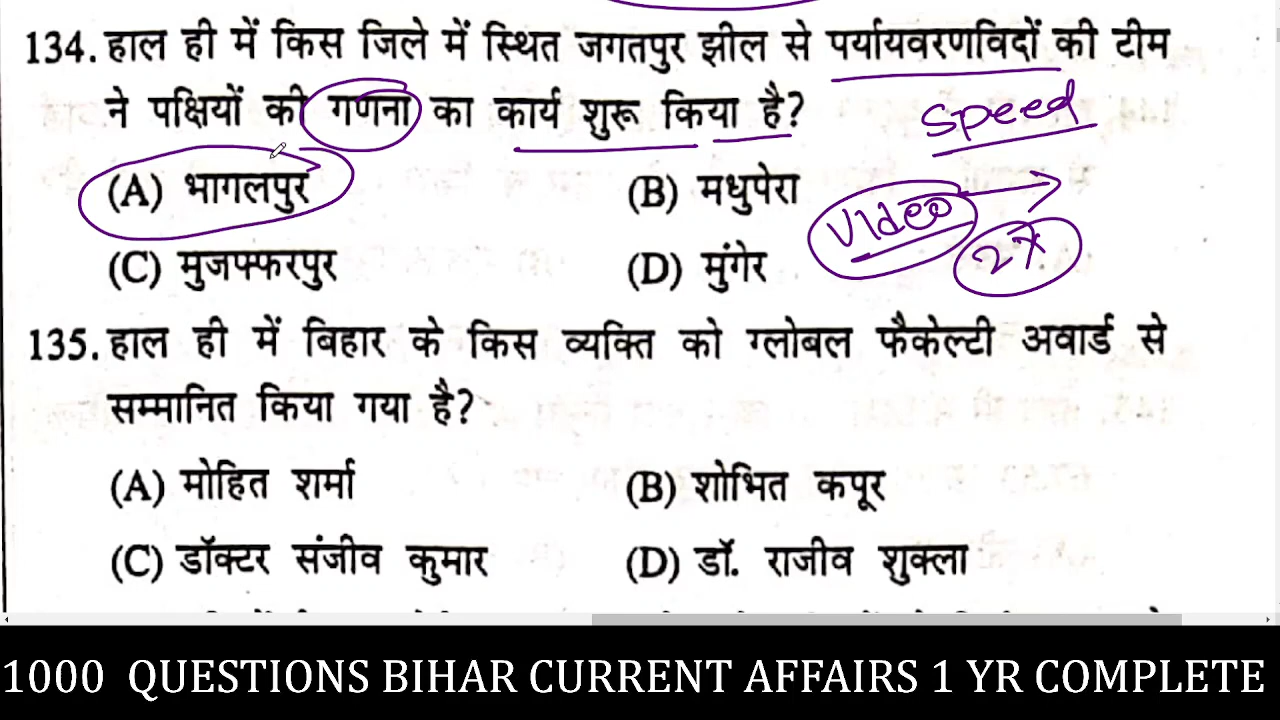 134. हाल ही में किस जिले में स्थित जगतपुर झील से पर्यायवरणविदों की टीम
ने पक्षियों की गणना का कार्य शुरू किया है?
speed
(A) भागलपुर (B) मधुपेरा
Video
(C) मुजफ्फरपुर (D) मुंगेर
2x
135. हाल ही में बिहार के किस व्यक्ति को ग्लोबल फैकेल्टी अवार्ड से
सम्मानित किया गया है?
(A) मोहित शर्मा (B) शोभित कपूर
(C) डॉक्टर संजीव कुमार (D) डॉ. राजीव शुक्ला
1000 QUESTIONS BIHAR CURRENT AFFAIRS 1 YR COMPLETE